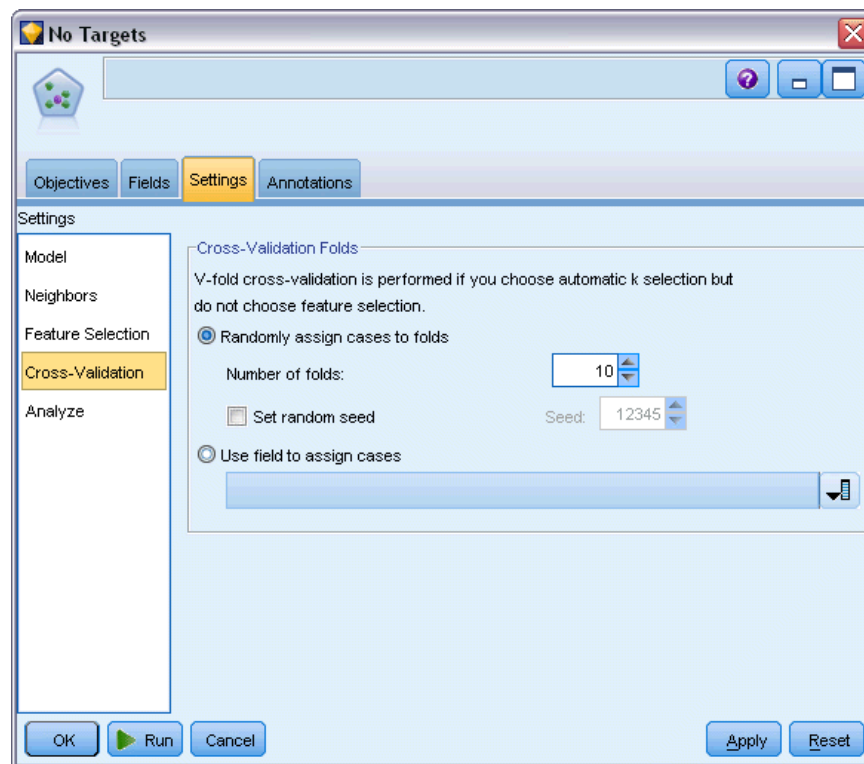 No Targets
Objectives Fields Settings Annotations
Settings
Model
Neighbors
Feature Selection
Cross-Validation
Analyze
Cross-Validation Folds
V-fold cross-validation is performed if you choose automatic k selection but
do not choose feature selection.
Randomly assign cases to folds
Number of folds: 10
Set random seed Seed: 12345
Use field to assign cases
OK Run Cancel Apply Reset